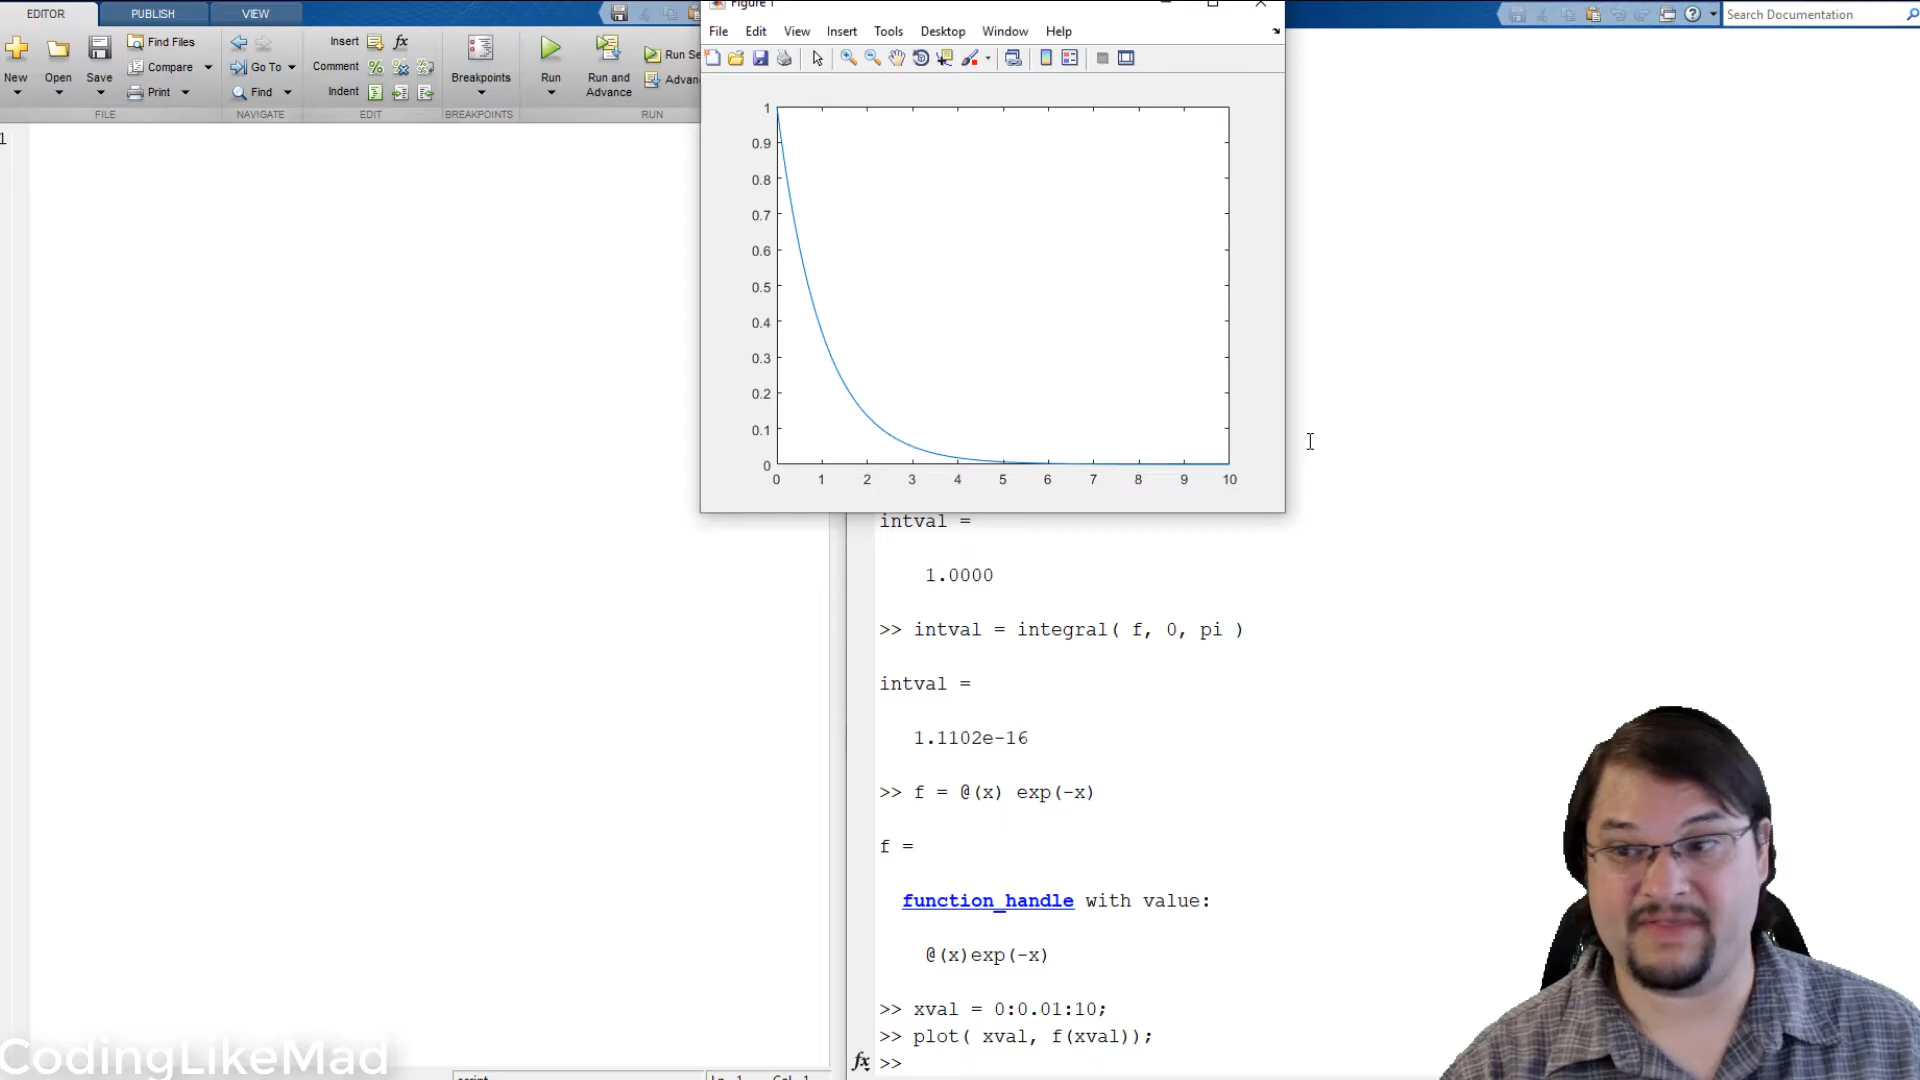 EDITOR PUBLISH VIEW
Search Documentation
New Open Save
Find Files
Compare
Print
FILE
Go To
Find
NAVIGATE
Insert
Comment
Indent
EDIT
Breakpoints
BREAKPOINTS
Run
Run and
Advance
RUN
Figure 1
File Edit View Insert Tools Desktop Window Help
1
0.9
0.8
0.7
0.6
0.5
0.4
0.3
0.2
0.1
0
0 1 2 3 4 5 6 7 8 9 10
1
intval =
1.0000
>> intval = integral( f, 0, pi )
intval =
1.1102e-16
>> f = @(x) exp(-x)
f =
function_handle with value:
@(x)exp(-x)
>> xval = 0:0.01:10;
>> plot( xval, f(xval));
fx >>
CodingLikeMad